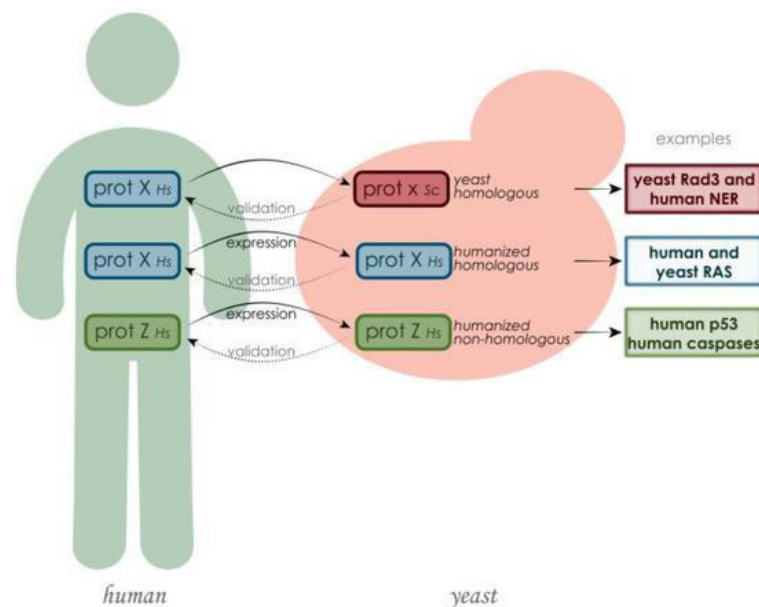 examples
prot X Hs
prot x Sc
yeast
homologous
yeast Rad3 and
human NER
validation
expression
prot X Hs
prot X Hs
humanized
homologous
human and
yeast RAS
validation
expression
prot Z Hs
prot Z Hs
humanized
non-homologous
human p53
human caspases
validation
human
yeast